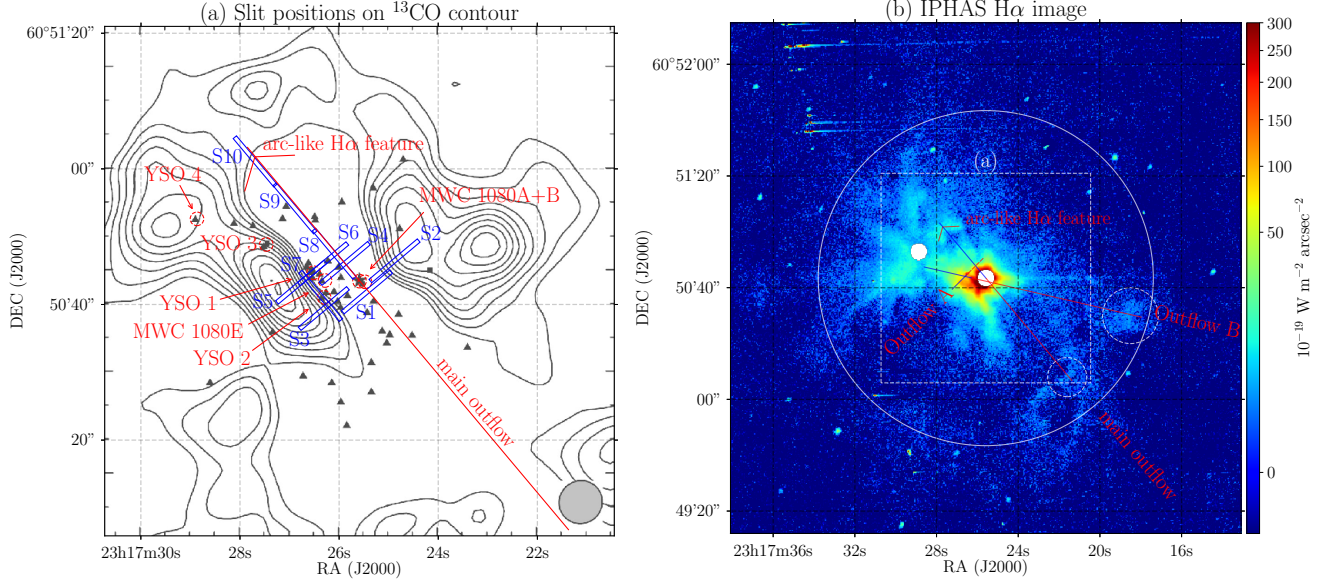 (a) Slit positions on ¹³CO contour
60°51'20"
00"
50'40"
20"
DEC (J2000)
23h17m30s
28s
26s
24s
22s
RA (J2000)
S10
arc-like Hα feature
YSO 4
S9
MWC 1080A+B
YSO 3
S8
S6
S4
S2
S7
YSO 1
S5
S1
MWC 1080E
S3
YSO 2
main outflow
(b) IPHAS Hα image
60°52'00"
51'20"
50'40"
00"
49'20"
DEC (J2000)
23h17m36s
32s
28s
24s
20s
16s
RA (J2000)
(a)
arc-like Hα feature
Outflow
Outflow B
main outflow
300
250
200
150
100
50
0
10⁻¹⁹ W m⁻² arcsec⁻²